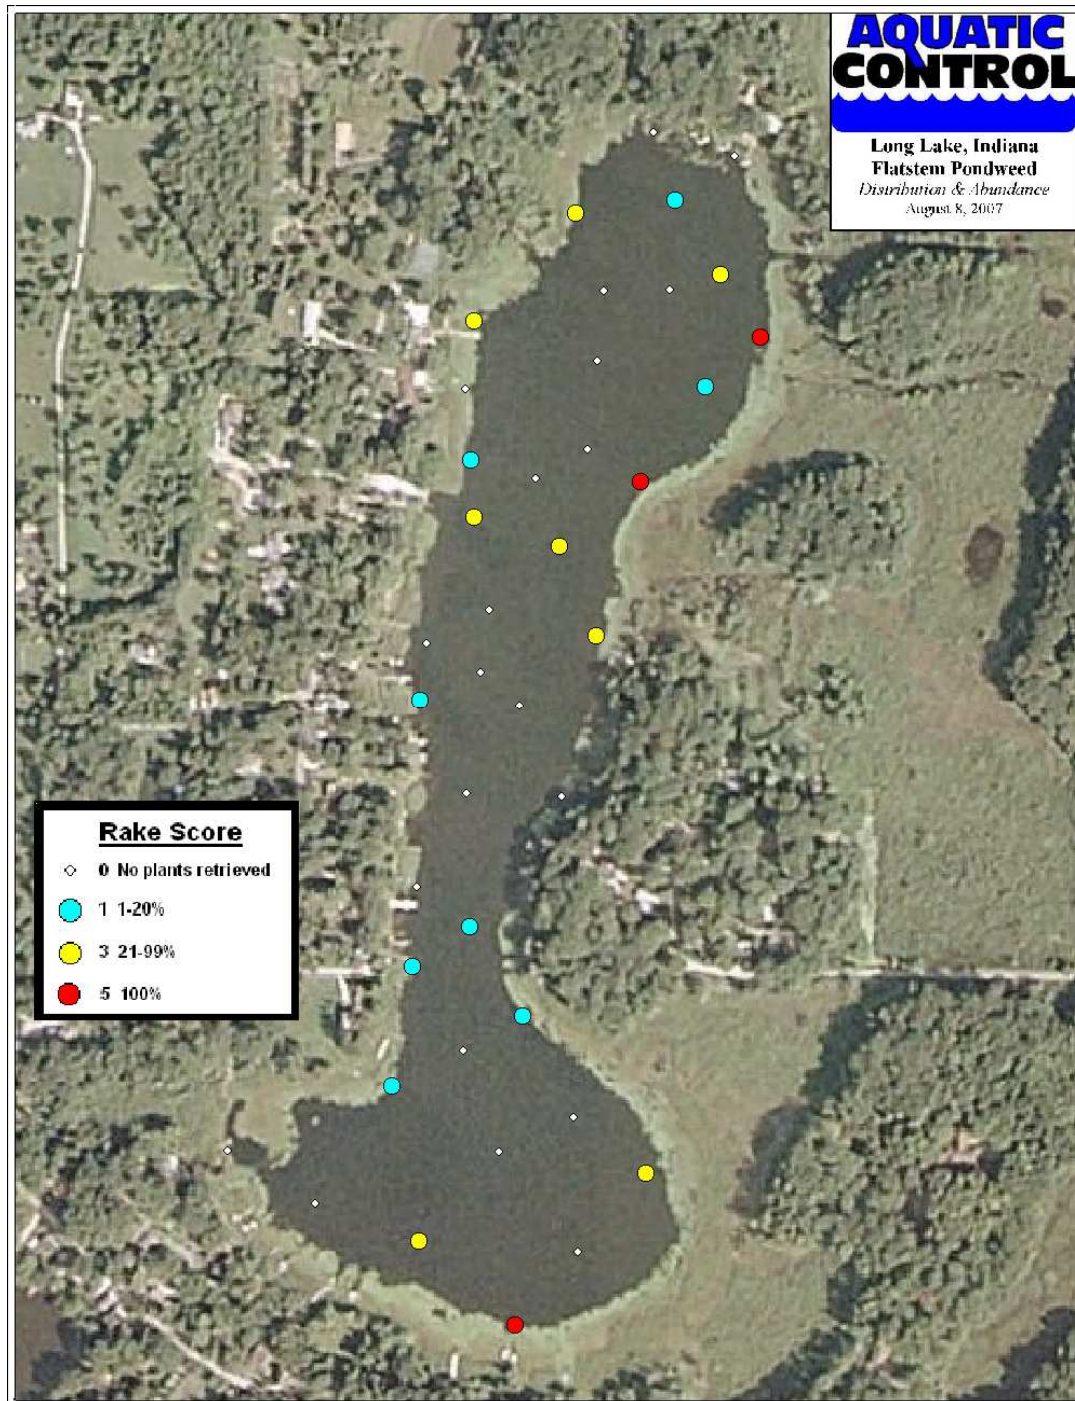 AQUATIC
CONTROL
Long Lake, Indiana
Flatstem Pondweed
Distribution & Abundance
August 8, 2007
Rake Score
0 No plants retrieved
1 1-20%
3 21-99%
5 100%